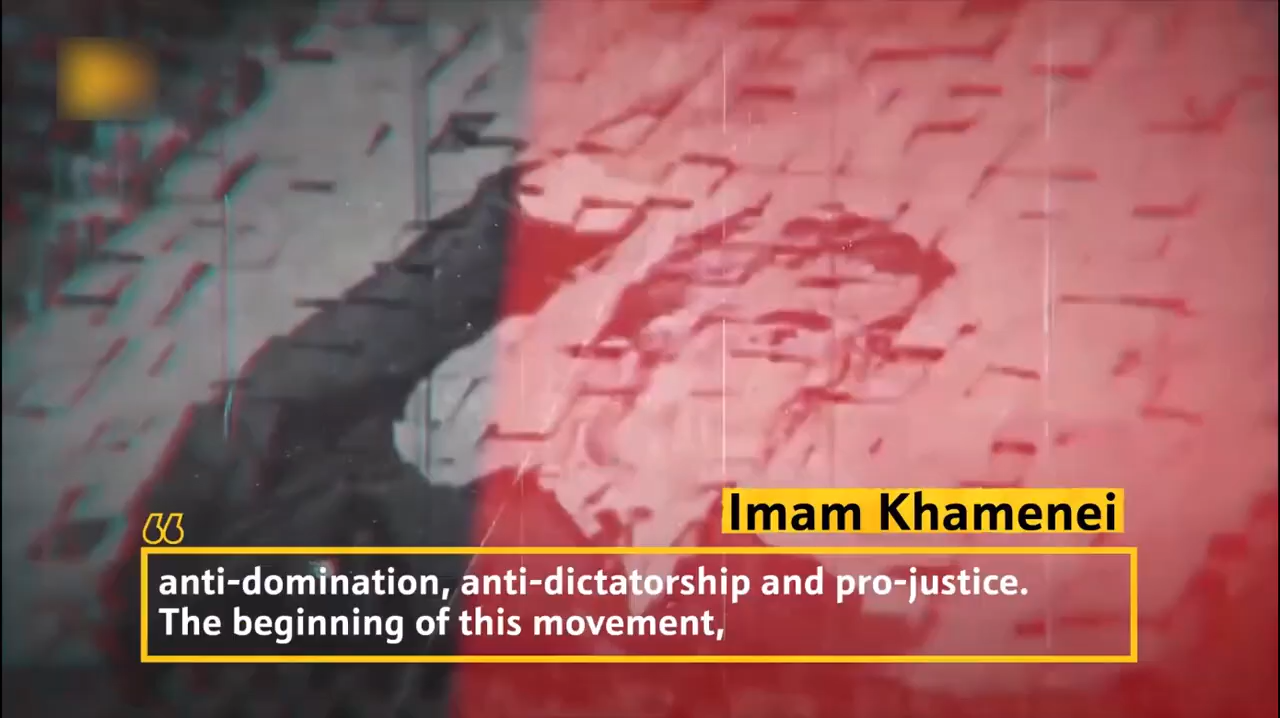 Imam Khamenei
anti-domination, anti-dictatorship and pro-justice.
The beginning of this movement,